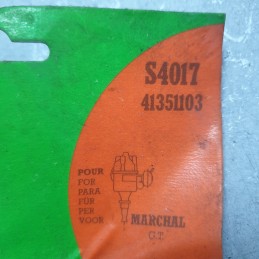 S4017
41351103
POUR
FOR
PARA
FÜR
PER
VOOR
MARCHAL
G.T.